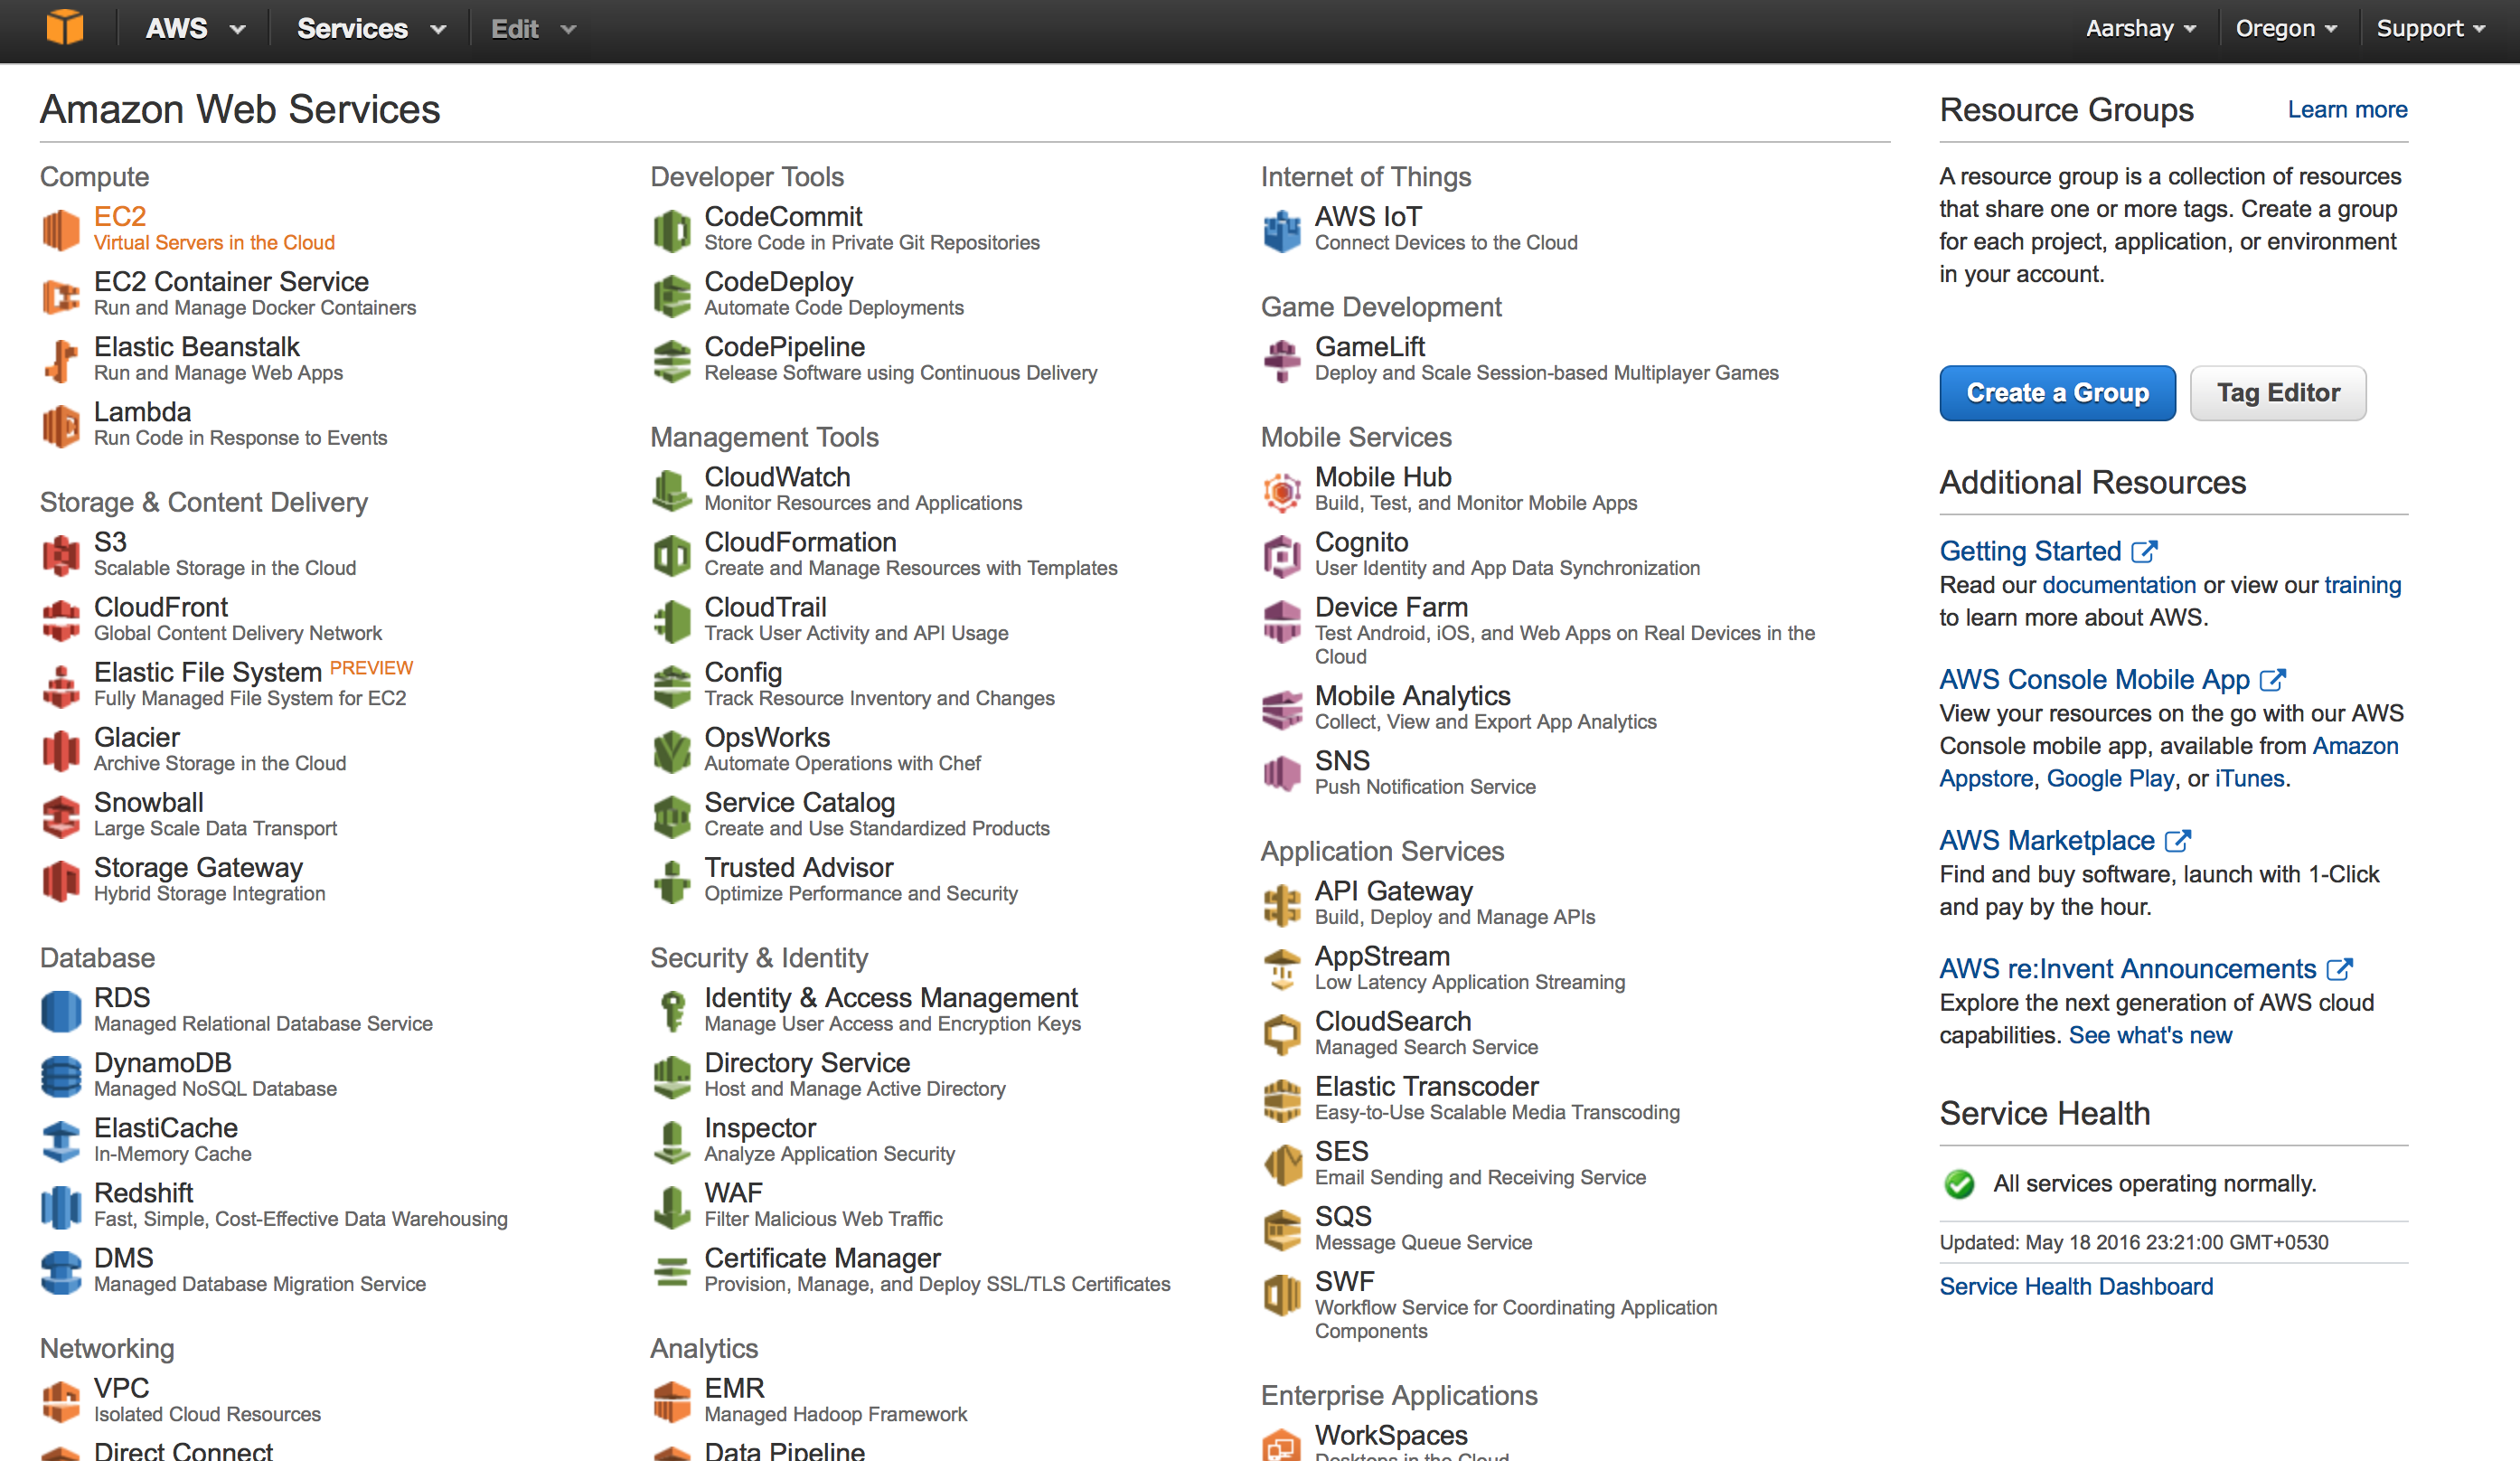 AWS
Services
Edit
Aarshay
Oregon
Support
Amazon Web Services
Compute
EC2
Virtual Servers in the Cloud
EC2 Container Service
Run and Manage Docker Containers
Elastic Beanstalk
Run and Manage Web Apps
Lambda
Run Code in Response to Events
Storage & Content Delivery
S3
Scalable Storage in the Cloud
CloudFront
Global Content Delivery Network
Elastic File System PREVIEW
Fully Managed File System for EC2
Glacier
Archive Storage in the Cloud
Snowball
Large Scale Data Transport
Storage Gateway
Hybrid Storage Integration
Database
RDS
Managed Relational Database Service
DynamoDB
Managed NoSQL Database
ElastiCache
In-Memory Cache
Redshift
Fast, Simple, Cost-Effective Data Warehousing
DMS
Managed Database Migration Service
Networking
VPC
Isolated Cloud Resources
Direct Connect
Developer Tools
CodeCommit
Store Code in Private Git Repositories
CodeDeploy
Automate Code Deployments
CodePipeline
Release Software using Continuous Delivery
Management Tools
CloudWatch
Monitor Resources and Applications
CloudFormation
Create and Manage Resources with Templates
CloudTrail
Track User Activity and API Usage
Config
Track Resource Inventory and Changes
OpsWorks
Automate Operations with Chef
Service Catalog
Create and Use Standardized Products
Trusted Advisor
Optimize Performance and Security
Security & Identity
Identity & Access Management
Manage User Access and Encryption Keys
Directory Service
Host and Manage Active Directory
Inspector
Analyze Application Security
WAF
Filter Malicious Web Traffic
Certificate Manager
Provision, Manage, and Deploy SSL/TLS Certificates
Analytics
EMR
Managed Hadoop Framework
Data Pipeline
Internet of Things
AWS IoT
Connect Devices to the Cloud
Game Development
GameLift
Deploy and Scale Session-based Multiplayer Games
Mobile Services
Mobile Hub
Build, Test, and Monitor Mobile Apps
Cognito
User Identity and App Data Synchronization
Device Farm
Test Android, iOS, and Web Apps on Real Devices in the
Cloud
Mobile Analytics
Collect, View and Export App Analytics
SNS
Push Notification Service
Application Services
API Gateway
Build, Deploy and Manage APIs
AppStream
Low Latency Application Streaming
CloudSearch
Managed Search Service
Elastic Transcoder
Easy-to-Use Scalable Media Transcoding
SES
Email Sending and Receiving Service
SQS
Message Queue Service
SWF
Workflow Service for Coordinating Application
Components
Enterprise Applications
WorkSpaces
Desktops in the Cloud
Resource Groups
Learn more
A resource group is a collection of resources
that share one or more tags. Create a group
for each project, application, or environment
in your account.
Create a Group
Tag Editor
Additional Resources
Getting Started
Read our documentation or view our training
to learn more about AWS.
AWS Console Mobile App
View your resources on the go with our AWS
Console mobile app, available from Amazon
Appstore, Google Play, or iTunes.
AWS Marketplace
Find and buy software, launch with 1-Click
and pay by the hour.
AWS re:Invent Announcements
Explore the next generation of AWS cloud
capabilities. See what's new
Service Health
All services operating normally.
Updated: May 18 2016 23:21:00 GMT+0530
Service Health Dashboard